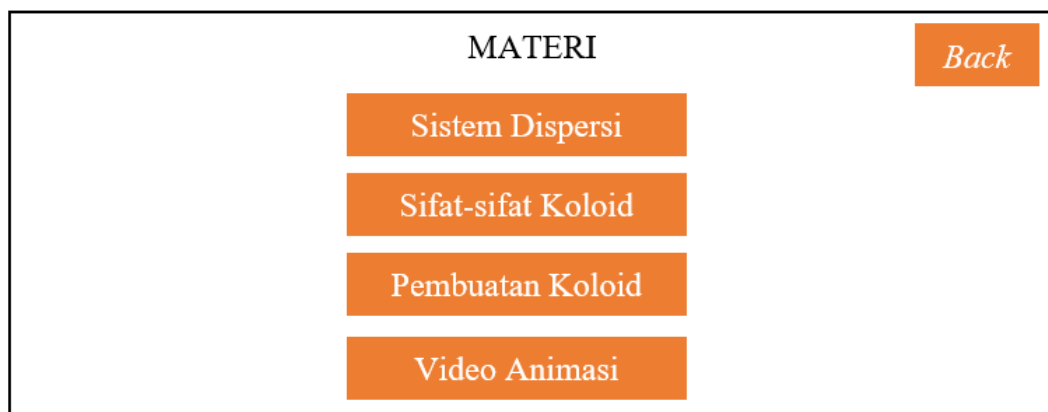 MATERI
Back
Sistem Dispersi
Sifat-sifat Koloid
Pembuatan Koloid
Video Animasi